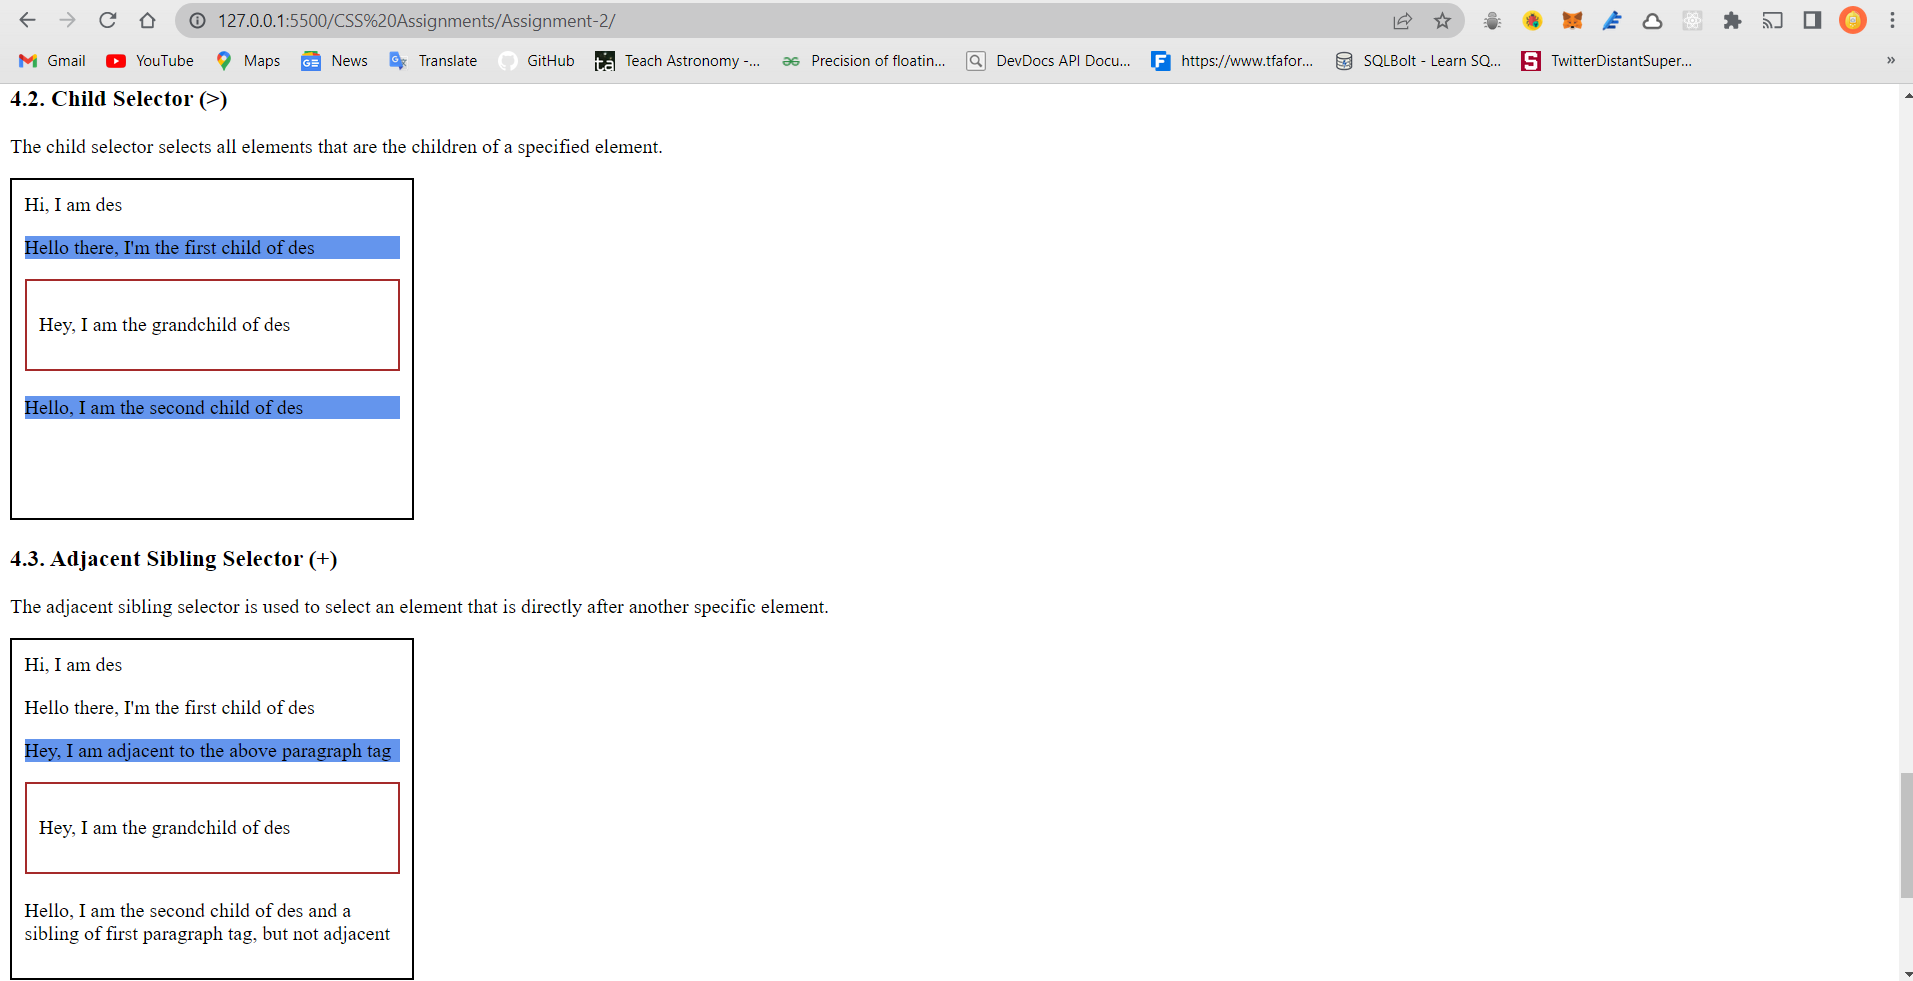 127.0.0.1:5500/CSS%20Assignments/Assignment-2/
Gmail YouTube Maps News Translate GitHub Teach Astronomy -... Precision of floatin... DevDocs API Docu... https://www.tfafor... SQLBolt - Learn SQ... TwitterDistantSuper... »
4.2. Child Selector (>)
The child selector selects all elements that are the children of a specified element.
Hi, I am des
Hello there, I'm the first child of des
Hey, I am the grandchild of des
Hello, I am the second child of des
4.3. Adjacent Sibling Selector (+)
The adjacent sibling selector is used to select an element that is directly after another specific element.
Hi, I am des
Hello there, I'm the first child of des
Hey, I am adjacent to the above paragraph tag
Hey, I am the grandchild of des
Hello, I am the second child of des and a
sibling of first paragraph tag, but not adjacent